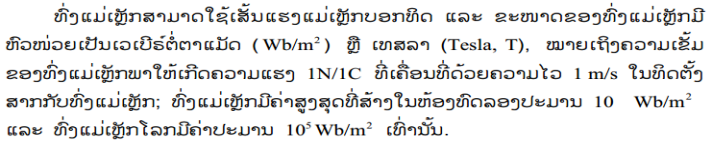 ທົ່ງແມ່ເຫຼັກສາມາດໃຊ້ເສັ້ນແຮງແມ່ເຫຼັກບອກທິດ ແລະ ຂະໜາດຂອງທົ່ງແມ່ເຫຼັກມີ
ຫົວໜ່ວຍເປັນເວເບີຣ໌ຕໍ່ຕາແມັດ (Wb/m²) ຫຼື ເທສລາ (Tesla, T), ໝາຍເຖິງຄວາມເຂັ້ມ
ຂອງທົ່ງແມ່ເຫຼັກພາໃຫ້ເກີດຄວາມແຮງ 1N/1C ທີ່ເຄື່ອນທີ່ດ້ວຍຄວາມໄວ 1 m/s ໃນທິດຕັ້ງ
ສາກກັບທົ່ງແມ່ເຫຼັກ; ທົ່ງແມ່ເຫຼັກມີຄ່າສູງສຸດທີ່ສ້າງໃນຫ້ອງທົດລອງປະມານ 10 Wb/m²
ແລະ ທົ່ງແມ່ເຫຼັກໂລກມີຄ່າປະມານ 10⁵ Wb/m² ເທົ່ານັ້ນ.